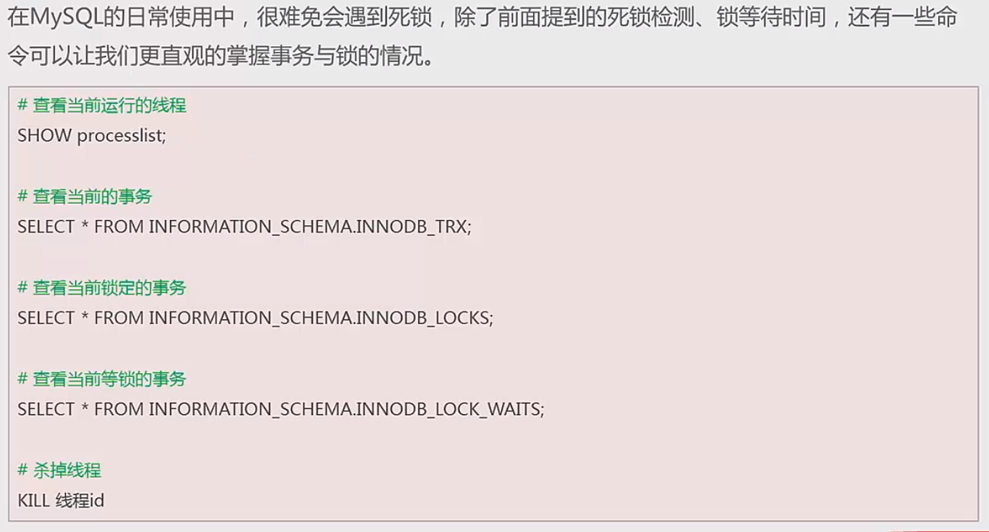 在MySQL的日常使用中，很难免会遇到死锁，除了前面提到的死锁检测、锁等待时间，还有一些命
令可以让我们更直观的掌握事务与锁的情况。
# 查看当前运行的线程
SHOW processlist;
# 查看当前的事务
SELECT * FROM INFORMATION_SCHEMA.INNODB_TRX;
# 查看当前锁定的事务
SELECT * FROM INFORMATION_SCHEMA.INNODB_LOCKS;
# 查看当前等锁的事务
SELECT * FROM INFORMATION_SCHEMA.INNODB_LOCK_WAITS;
# 杀掉线程
KILL 线程id